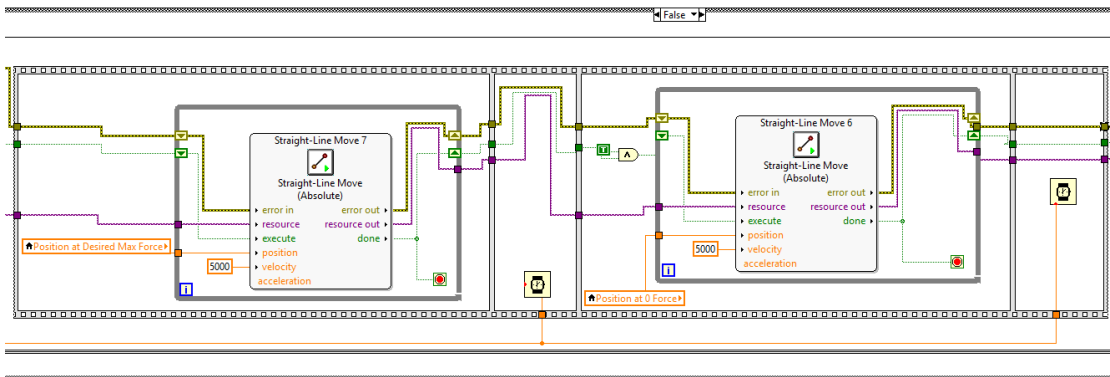 False
Straight-Line Move 7
Straight-Line Move
(Absolute)
error in error out
resource resource out
execute done
position
velocity
acceleration
Position at Desired Max Force
5000
i
T
Straight-Line Move 6
Straight-Line Move
(Absolute)
error in error out
resource resource out
execute done
position
velocity
acceleration
5000
i
Position at 0 Force